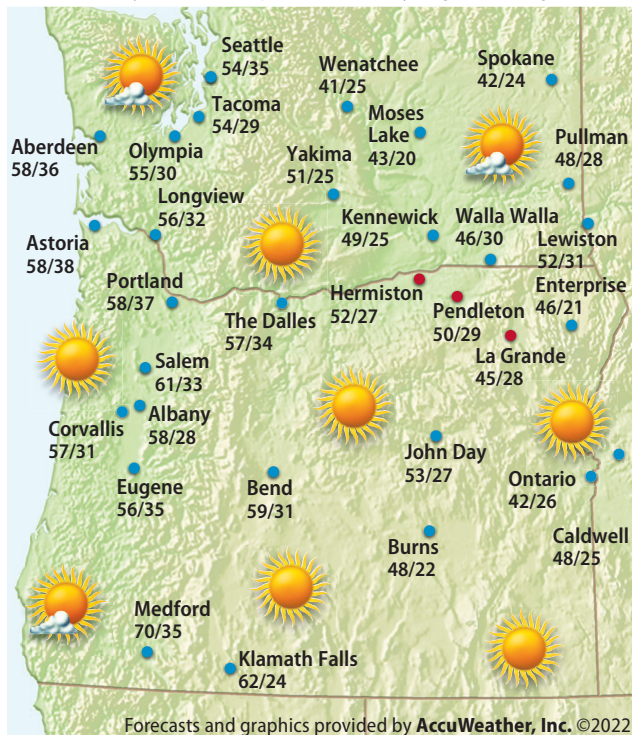 Seattle
54/35
Wenatchee
41/25
Spokane
42/24
Tacoma
54/29
Moses
Lake
43/20
Aberdeen
58/36
Olympia
55/30
Yakima
51/25
Pullman
48/28
Longview
56/32
Kennewick
49/25
Walla Walla
46/30
Lewiston
52/31
Astoria
58/38
Portland
58/37
The Dalles
57/34
Hermiston
52/27
Pendleton
50/29
Enterprise
46/21
La Grande
45/28
Salem
61/33
Albany
58/28
Corvallis
57/31
Eugene
56/35
Bend
59/31
John Day
53/27
Ontario
42/26
Caldwell
48/25
Burns
48/22
Medford
70/35
Klamath Falls
62/24
Forecasts and graphics provided by AccuWeather, Inc. ©2022